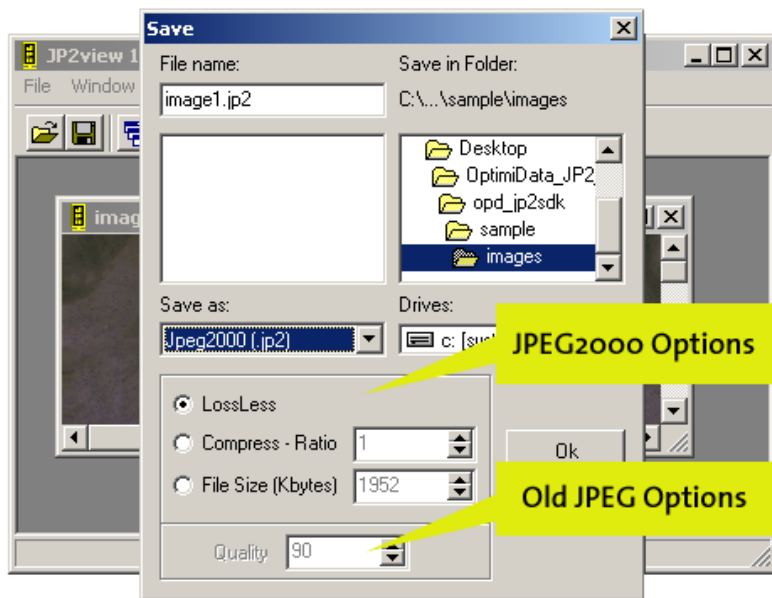 Save
JP2view 1
File Window
File name:
Save in Folder:
image1.jp2
C:\...\sample\images
Desktop
OptimiData_JP2_
opd_jp2sdk
sample
images
imag
Save as:
Drives:
Jpeg2000 (.jp2)
c:
JPEG2000 Options
LossLess
Compress - Ratio 1
File Size (Kbytes) 1952
Ok
Old JPEG Options
Quality 90